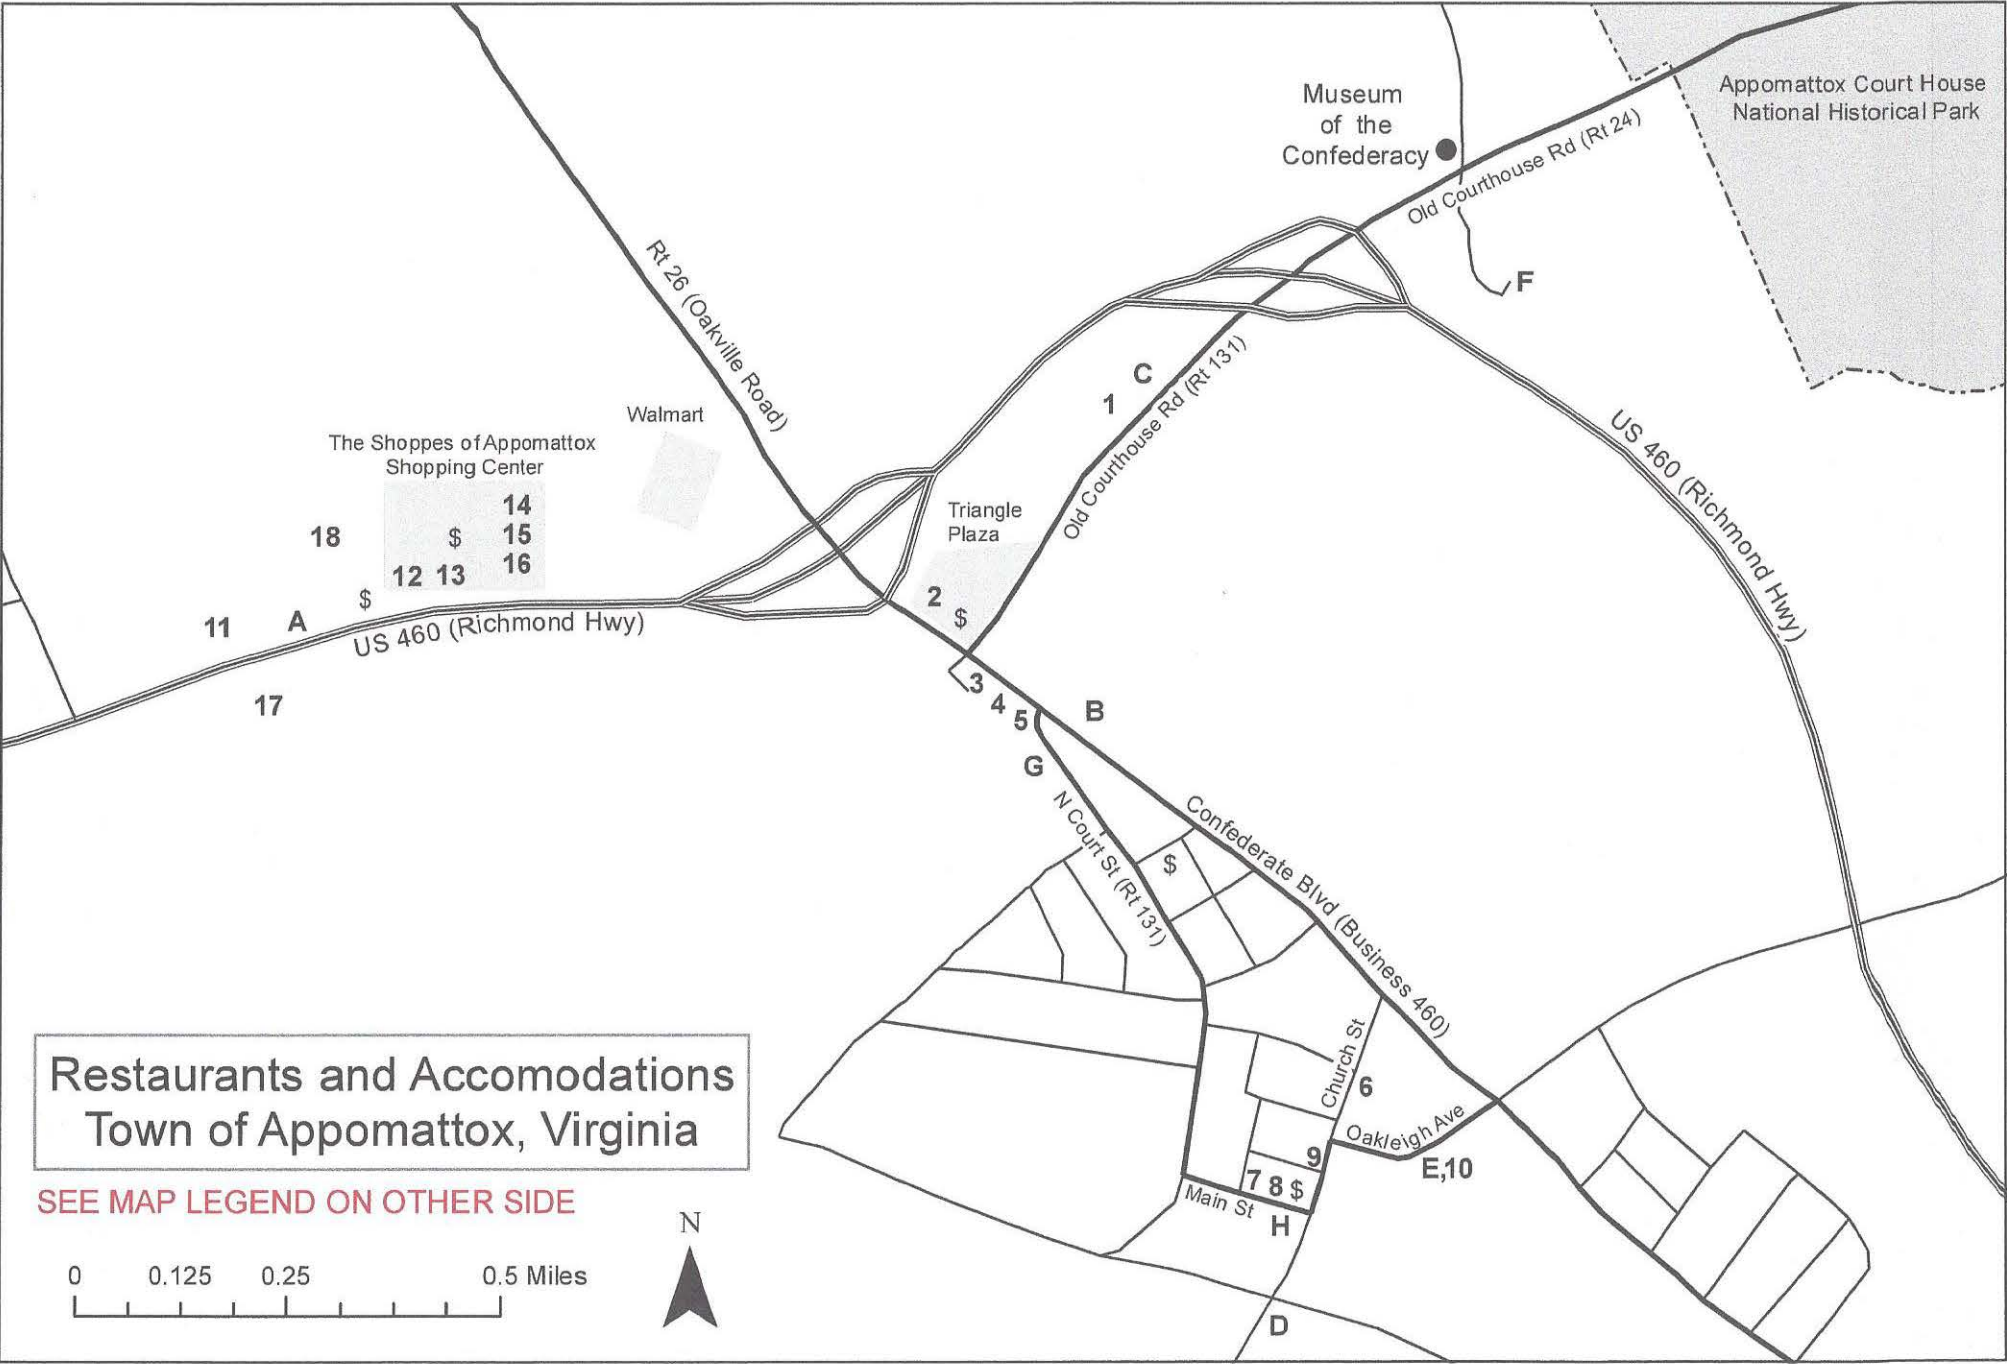 Museum
of the
Confederacy
Appomattox Court House
National Historical Park
Old Courthouse Rd (Rt 24)
Rt 26 (Oakville Road)
F
C
1
Old Courthouse Rd (Rt 131)
Walmart
US 460 (Richmond Hwy)
The Shoppes of Appomattox
Shopping Center
14
18
$
15
16
12 13
$
11
A
US 460 (Richmond Hwy)
17
Triangle
Plaza
2
$
3
4
5
B
G
N Court St (Rt 131)
Confederate Blvd (Business 460)
$
Church St
6
Oakleigh Ave
9
E,10
7 8 $
Main St
H
D
Restaurants and Accomodations
Town of Appomattox, Virginia
SEE MAP LEGEND ON OTHER SIDE
N
0 0.125 0.25 0.5 Miles